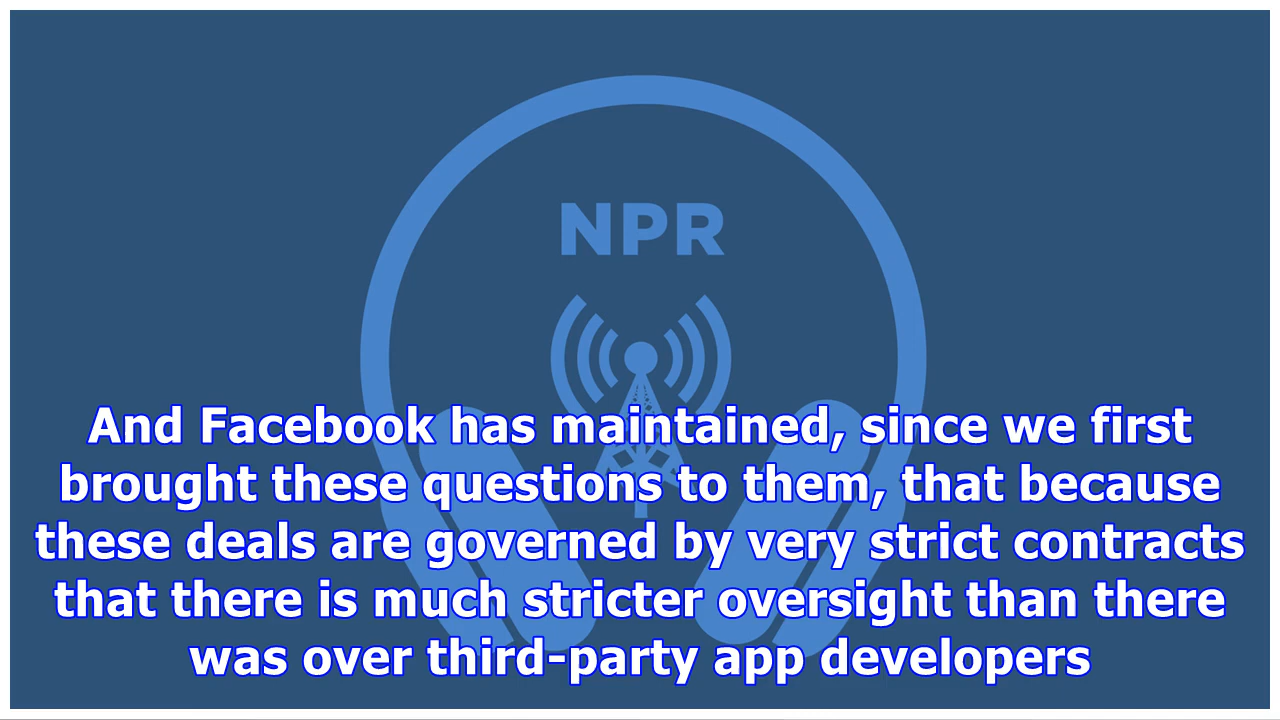 NPR
And Facebook has maintained, since we first
brought these questions to them, that because
these deals are governed by very strict contracts
that there is much stricter oversight than there
was over third-party app developers